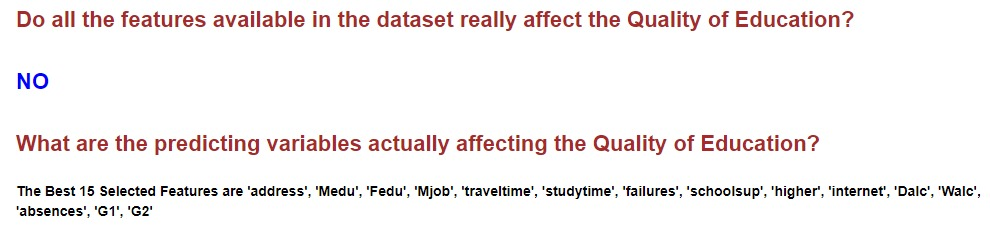 Do all the features available in the dataset really affect the Quality of Education?
NO
What are the predicting variables actually affecting the Quality of Education?
The Best 15 Selected Features are 'address', 'Medu', 'Fedu', 'Mjob', 'traveltime', 'studytime', 'failures', 'schoolsup', 'higher', 'internet', 'Dalc', 'Walc',
'absences', 'G1', 'G2'